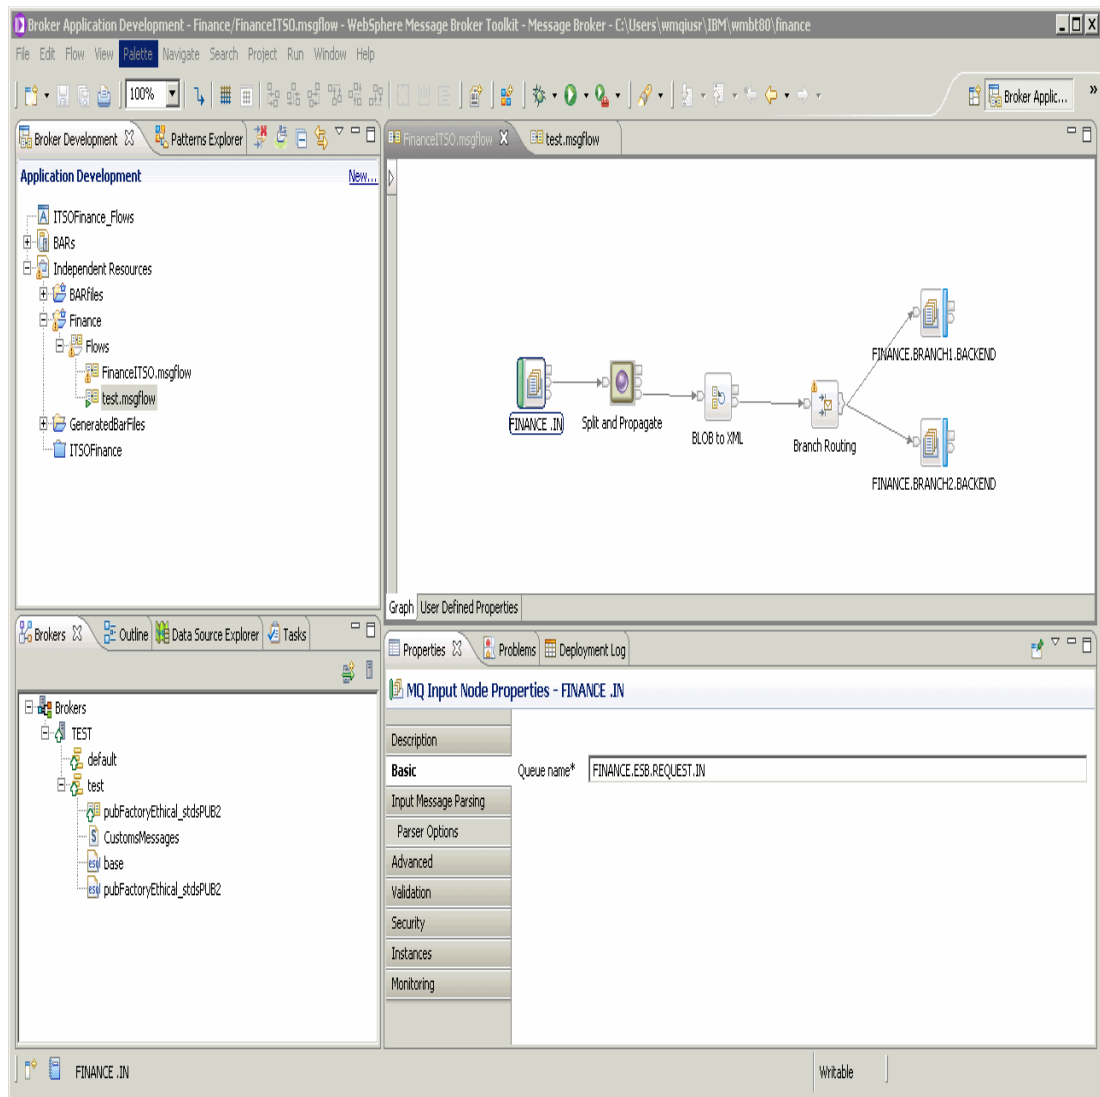 Broker Application Development - Finance/FinanceITSO.msgflow - WebSphere Message Broker Toolkit - Message Broker - C:\Users\wmqiusr\IBM\wmbt80\finance
File Edit Flow View Palette Navigate Search Project Run Window Help
100%
Broker Applic...
»
Broker Development
Patterns Explorer
Application Development
New...
ITSOFinance_Flows
BARs
Independent Resources
BARfiles
Finance
Flows
FinanceITSO.msgflow
test.msgflow
GeneratedBarFiles
ITSOFinance
FinanceITSO.msgflow
test.msgflow
FINANCE .IN
Split and Propagate
BLOB to XML
Branch Routing
FINANCE.BRANCH1.BACKEND
FINANCE.BRANCH2.BACKEND
Graph User Defined Properties
Brokers
Outline
Data Source Explorer
Tasks
Brokers
TEST
default
test
pubFactoryEthical_stdsPUB2
CustomsMessages
base
pubFactoryEthical_stdsPUB2
Properties
Problems
Deployment Log
MQ Input Node Properties - FINANCE .IN
Description
Basic
Input Message Parsing
Parser Options
Advanced
Validation
Security
Instances
Monitoring
Queue name* FINANCE.ESB.REQUEST.IN
FINANCE .IN
Writable